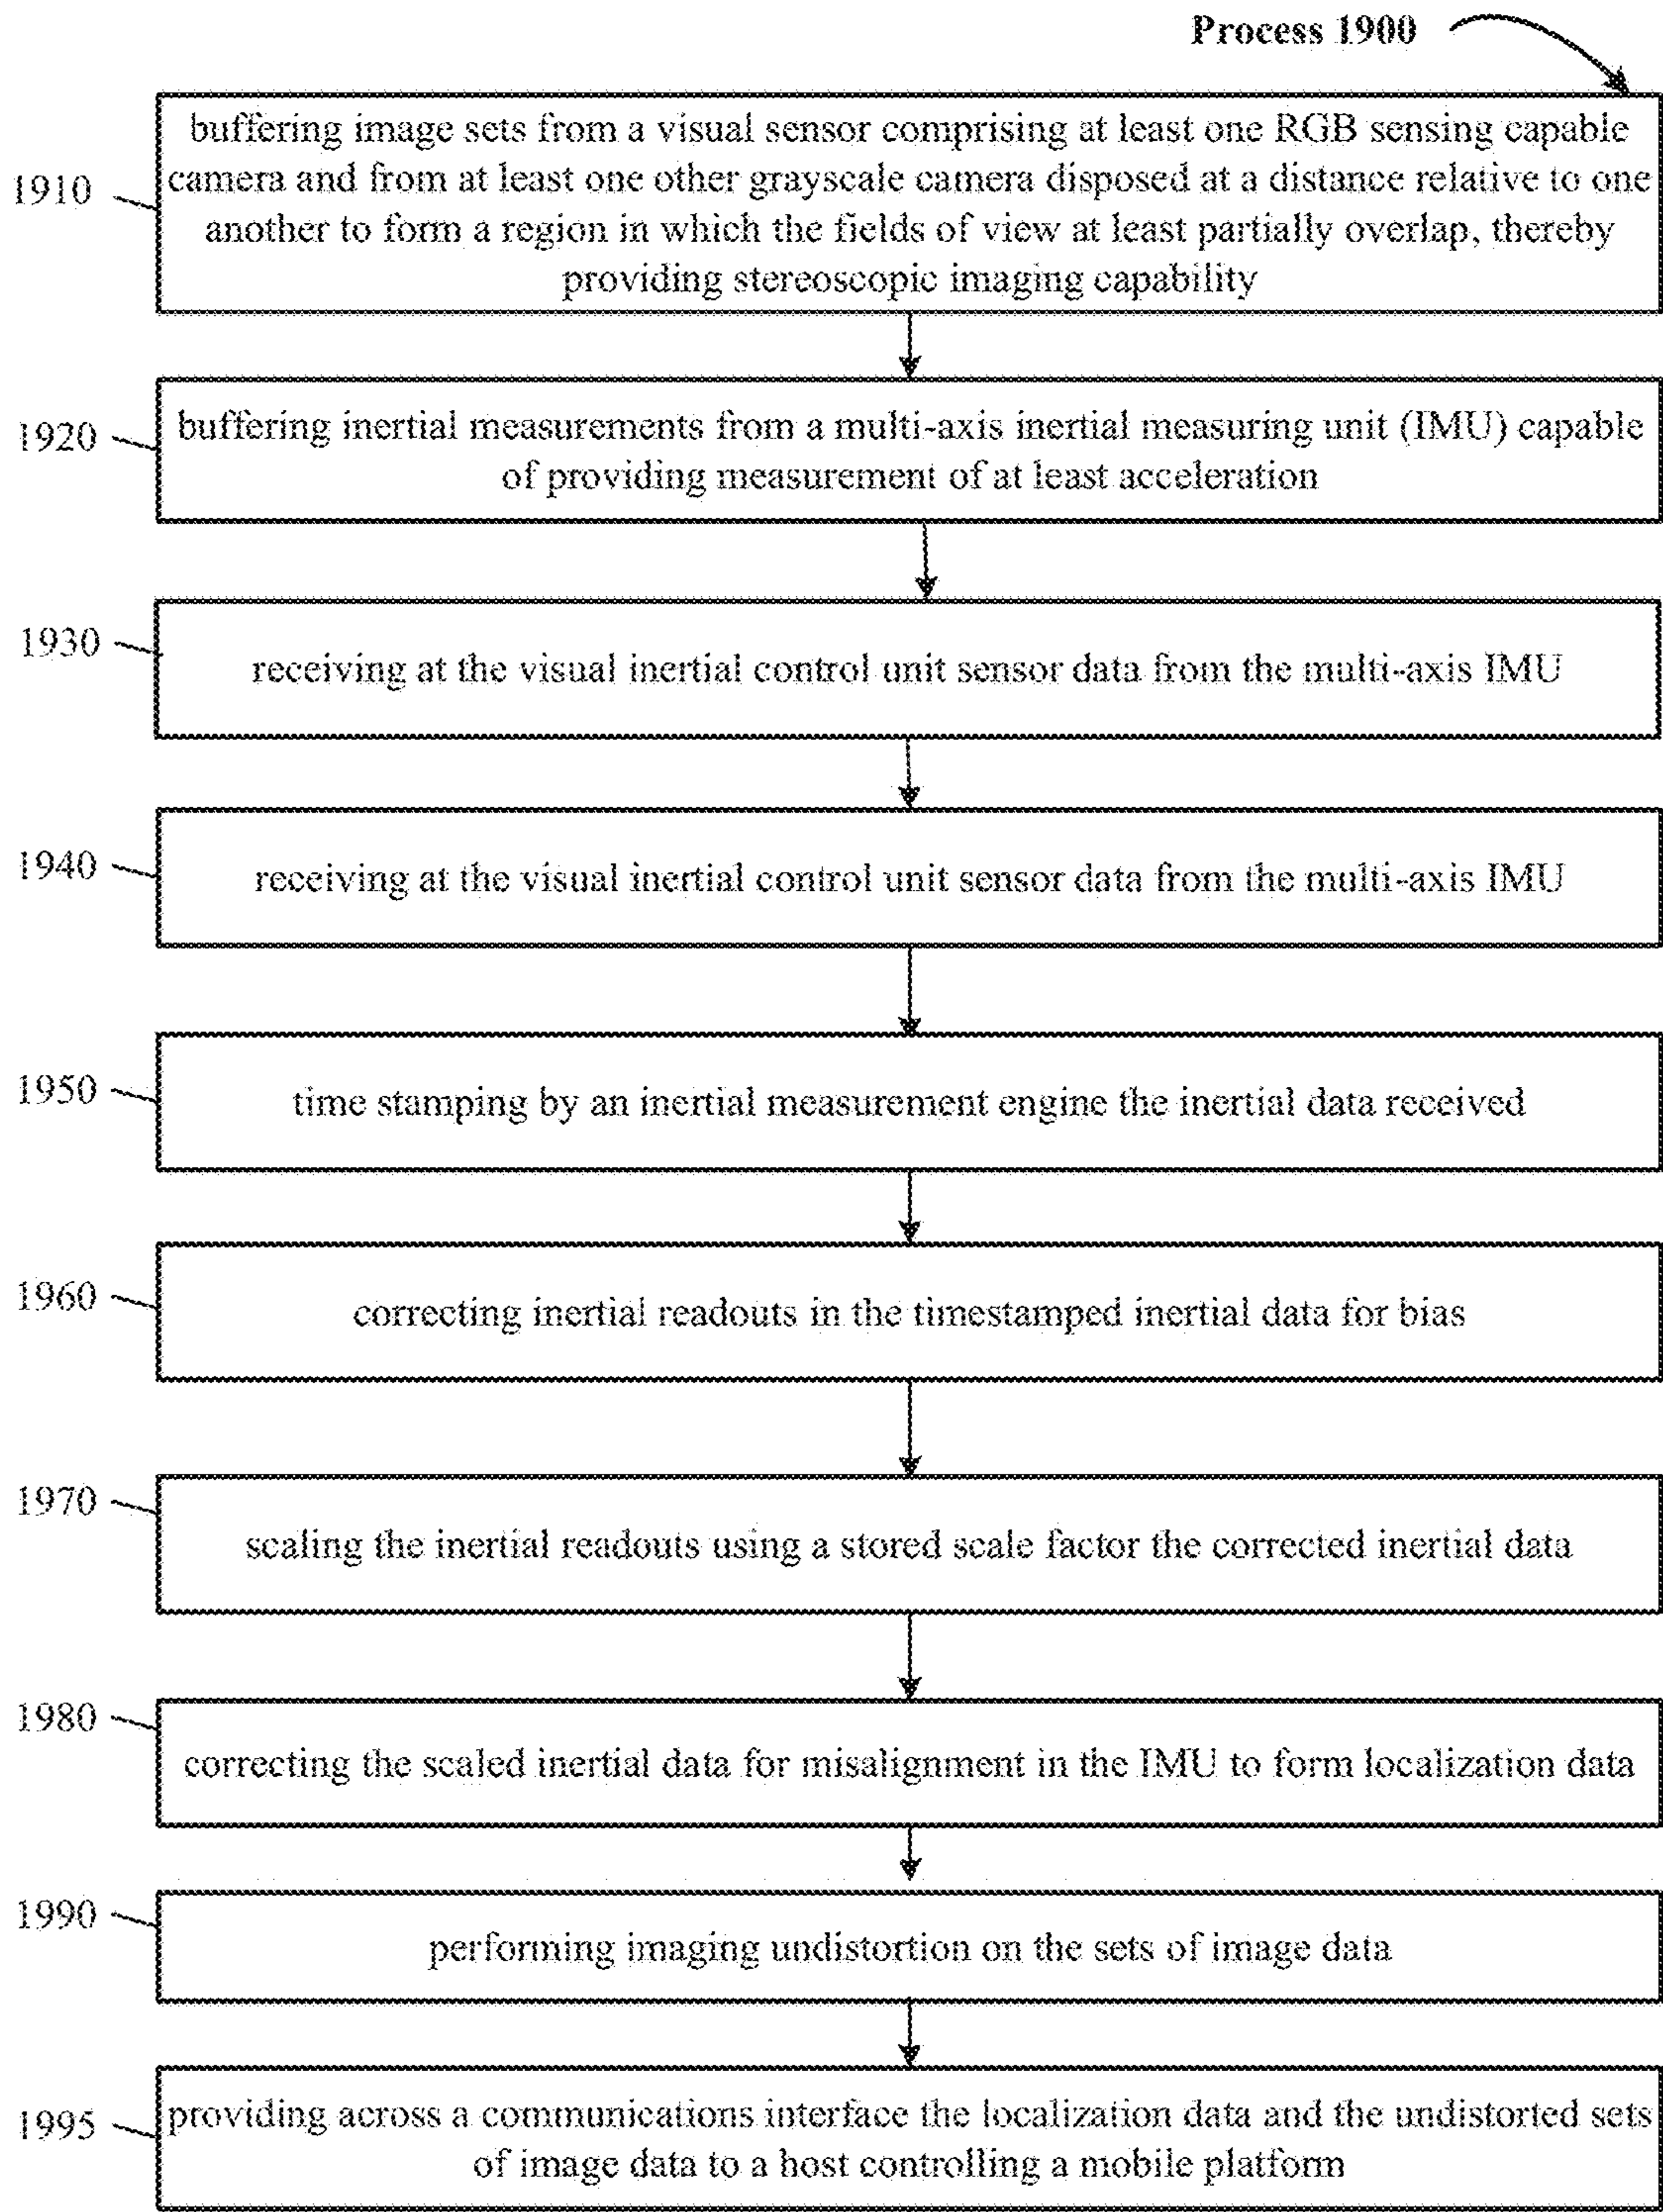 Process 1900
1910
buffering image sets from a visual sensor comprising at least one RGB sensing capable
camera and from at least one other grayscale camera disposed at a distance relative to one
another to form a region in which the fields of view at least partially overlap, thereby
providing stereoscopic imaging capability
1920
buffering inertial measurements from a multi-axis inertial measuring unit (IMU) capable
of providing measurement of at least acceleration
1930
receiving at the visual inertial control unit sensor data from the multi-axis IMU
1940
receiving at the visual inertial control unit sensor data from the multi-axis IMU
1950
time stamping by an inertial measurement engine the inertial data received
1960
correcting inertial readouts in the timestamped inertial data for bias
1970
scaling the inertial readouts using a stored scale factor the corrected inertial data
1980
correcting the scaled inertial data for misalignment in the IMU to form localization data
1990
performing imaging undistortion on the sets of image data
1995
providing across a communications interface the localization data and the undistorted sets
of image data to a host controlling a mobile platform